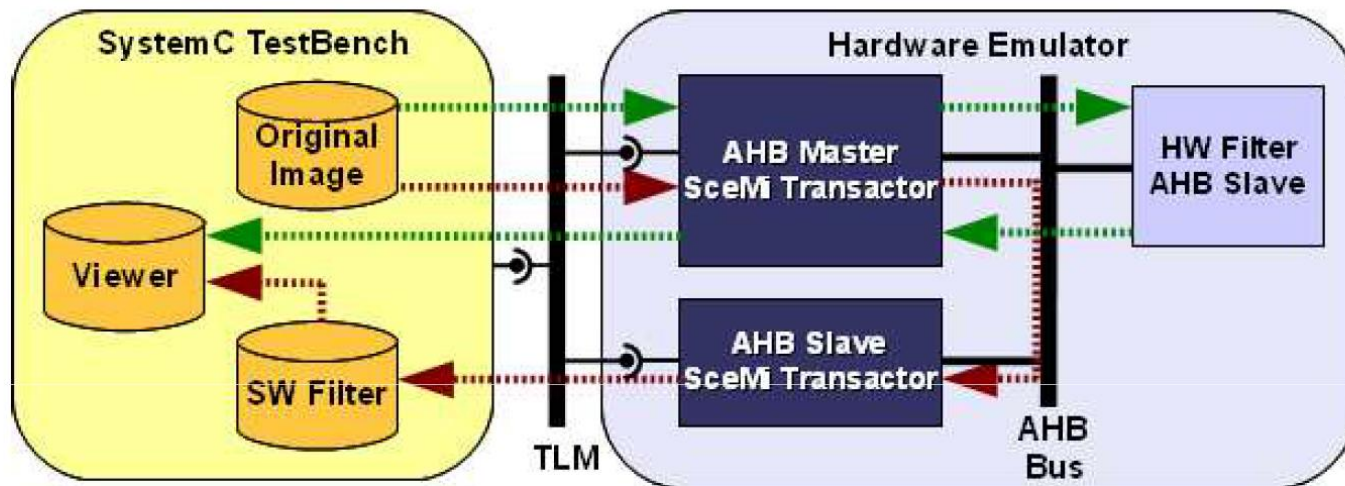 SystemC TestBench
Hardware Emulator
Original
Image
AHB Master
SceMi Transactor
HW Filter
AHB Slave
Viewer
SW Filter
AHB Slave
SceMi Transactor
TLM
AHB
Bus